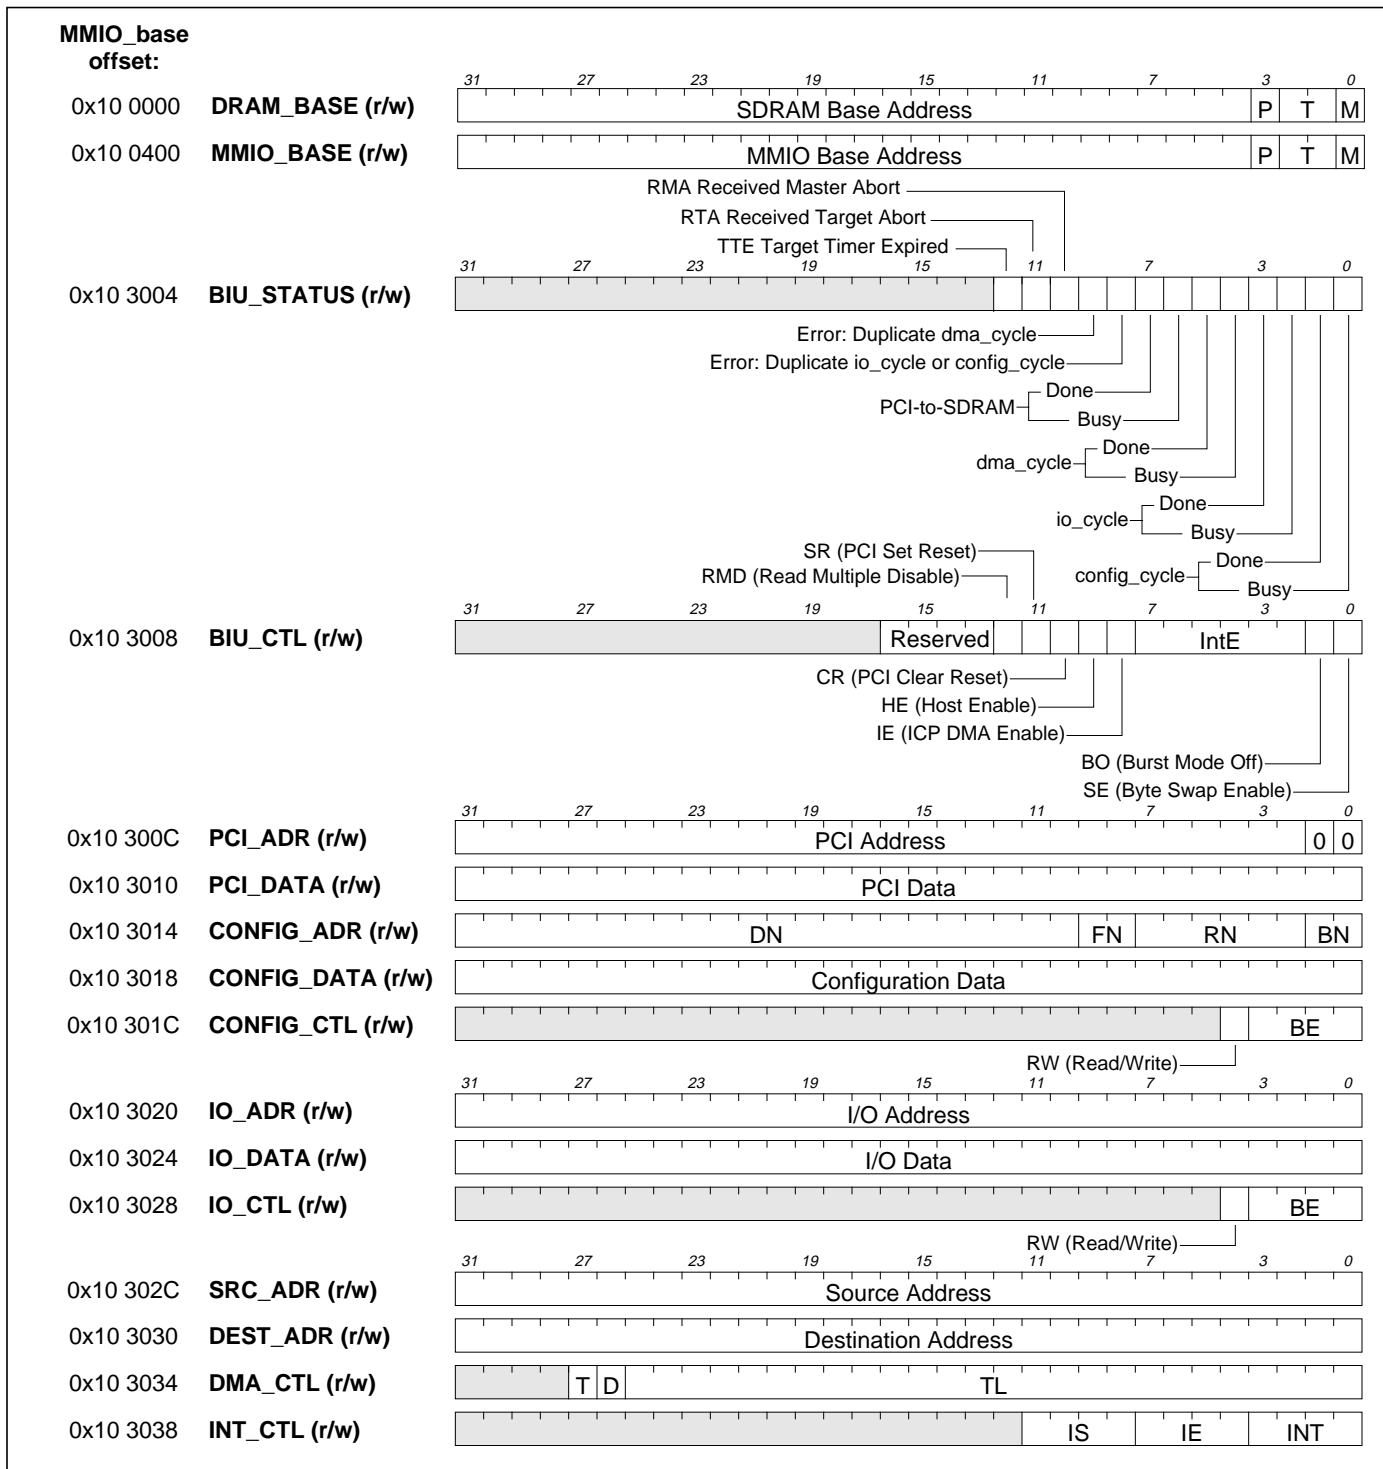 MMIO_base
offset:
31 27 23 19 15 11 7 3 0
0x10 0000 DRAM_BASE (r/w) SDRAM Base Address P T M
0x10 0400 MMIO_BASE (r/w) MMIO Base Address P T M
RMA Received Master Abort
RTA Received Target Abort
TTE Target Timer Expired
31 27 23 19 15 11 7 3 0
0x10 3004 BIU_STATUS (r/w)
Error: Duplicate dma_cycle
Error: Duplicate io_cycle or config_cycle
Done
PCI-to-SDRAM
Busy
Done
dma_cycle
Busy
Done
io_cycle
Busy
SR (PCI Set Reset)
Done
RMD (Read Multiple Disable)
config_cycle
Busy
31 27 23 19 15 11 7 3 0
0x10 3008 BIU_CTL (r/w) Reserved IntE
CR (PCI Clear Reset)
HE (Host Enable)
IE (ICP DMA Enable)
BO (Burst Mode Off)
SE (Byte Swap Enable)
31 27 23 19 15 11 7 3 0
0x10 300C PCI_ADR (r/w) PCI Address 0 0
0x10 3010 PCI_DATA (r/w) PCI Data
0x10 3014 CONFIG_ADR (r/w) DN FN RN BN
0x10 3018 CONFIG_DATA (r/w) Configuration Data
0x10 301C CONFIG_CTL (r/w) BE
RW (Read/Write)
31 27 23 19 15 11 7 3 0
0x10 3020 IO_ADR (r/w) I/O Address
0x10 3024 IO_DATA (r/w) I/O Data
0x10 3028 IO_CTL (r/w) BE
RW (Read/Write)
31 27 23 19 15 11 7 3 0
0x10 302C SRC_ADR (r/w) Source Address
0x10 3030 DEST_ADR (r/w) Destination Address
0x10 3034 DMA_CTL (r/w) T D TL
0x10 3038 INT_CTL (r/w) IS IE INT